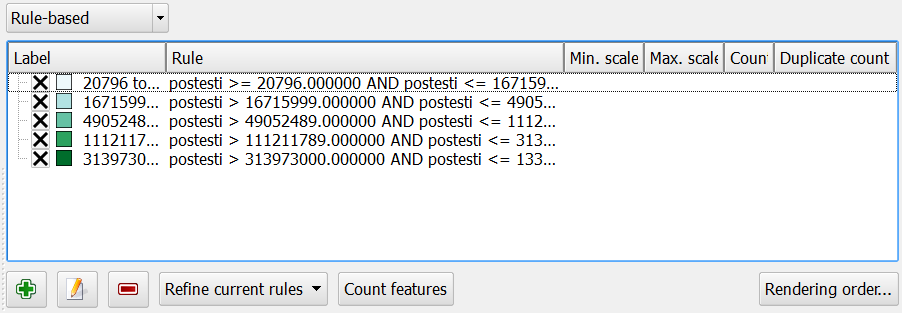 Rule-based
Label Rule Min. scale Max. scale Count Duplicate count
20796 to... postesti >= 20796.000000 AND postesti <= 167159...
1671599... postesti > 16715999.000000 AND postesti <= 4905...
4905248... postesti > 49052489.000000 AND postesti <= 1112...
1112117... postesti > 111211789.000000 AND postesti <= 313...
3139730... postesti > 313973000.000000 AND postesti <= 133...
Refine current rules Count features Rendering order...